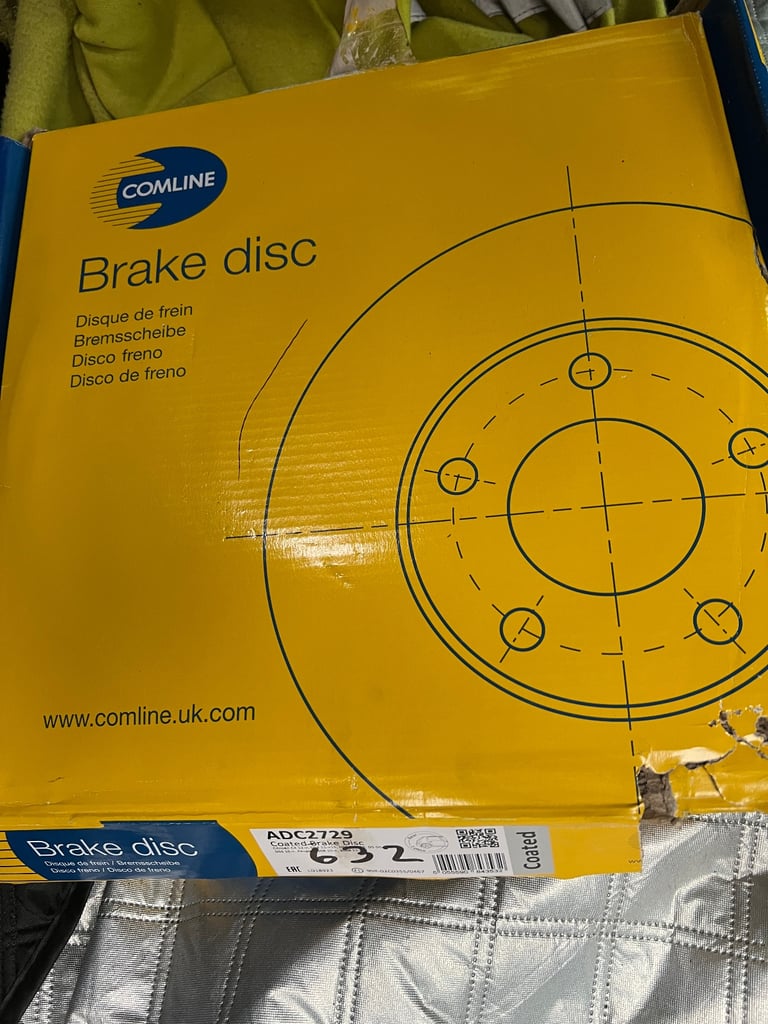 COMLINE
Brake disc
Disque de frein
Bremsscheibe
Disco freno
Disco de freno
www.comline.uk.com
Brake disc
Disque de frein / Bremsscheibe
Disco freno / Disco de freno
ADC2729
Coated Brake Disc
632
EAC
Coated